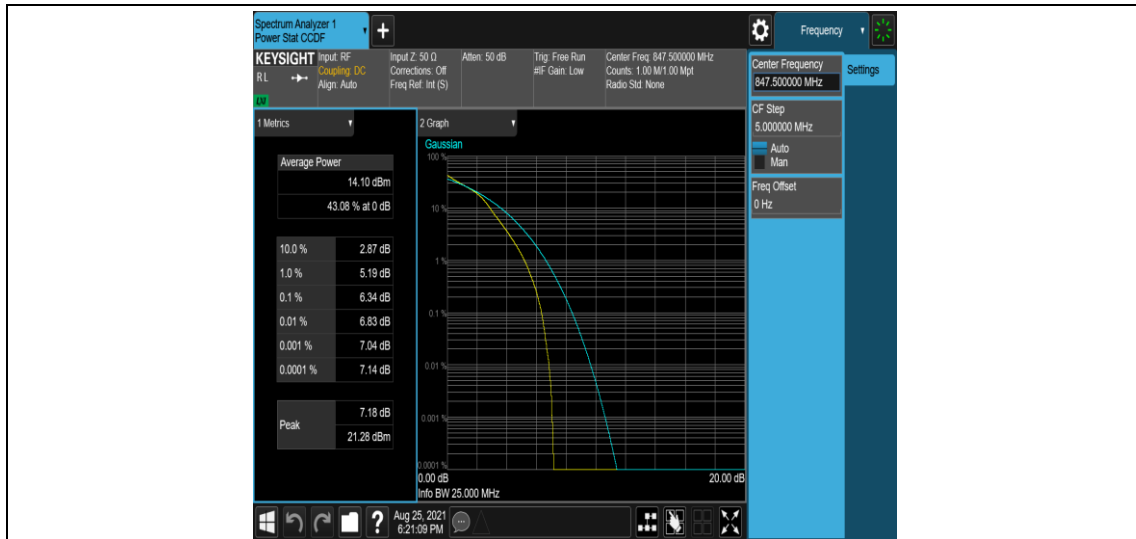 Spectrum Analyzer 1
Power Stat CCDF
+
Frequency
KEYSIGHT
RL
LXI
Input: RF
Coupling: DC
Align: Auto
Input Z: 50 Ω
Corrections: Off
Freq Ref: Int (S)
Atten: 50 dB
Trig: Free Run
#IF Gain: Low
Center Freq: 847.500000 MHz
Counts: 1.00 M/1.00 Mpt
Radio Std: None
Center Frequency
847.500000 MHz
Settings
CF Step
5.000000 MHz
Auto
Man
Freq Offset
0 Hz
1 Metrics
Average Power
14.10 dBm
43.08 % at 0 dB
10.0 % 2.87 dB
1.0 % 5.19 dB
0.1 % 6.34 dB
0.01 % 6.83 dB
0.001 % 7.04 dB
0.0001 % 7.14 dB
Peak
7.18 dB
21.28 dBm
2 Graph
Gaussian
100 %
10 %
1 %
0.1 %
0.01 %
0.001 %
0.0001 %
0.00 dB 20.00 dB
Info BW 25.000 MHz
?
Aug 25, 2021
6:21:09 PM